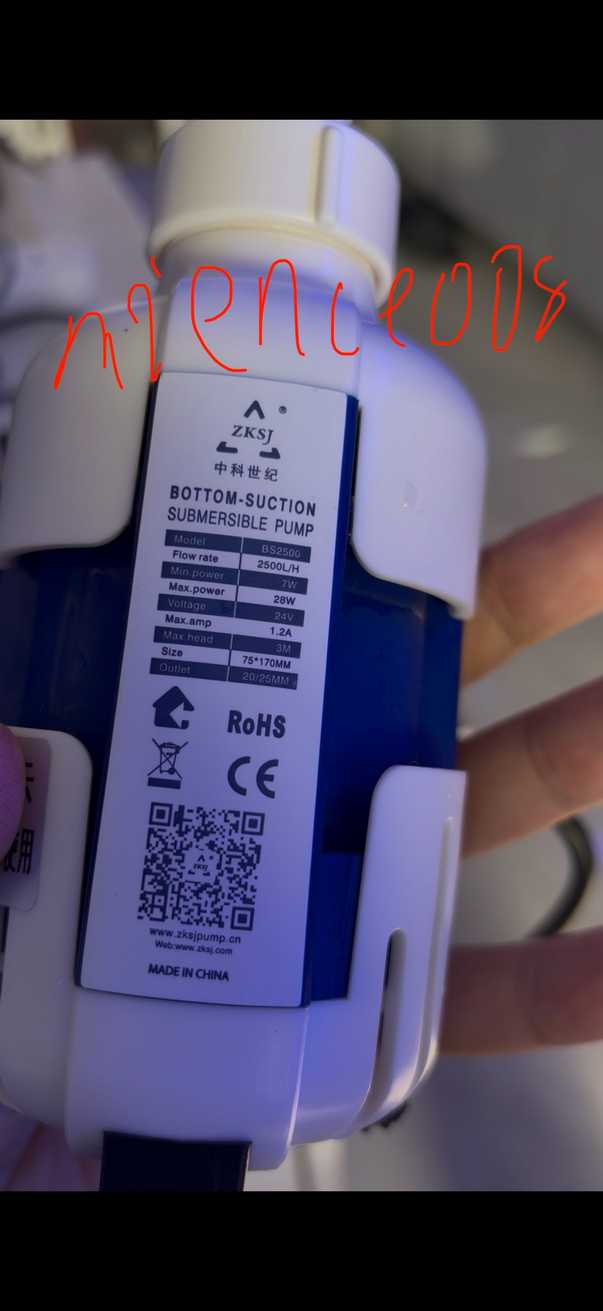 mienceoo8
ZKSJ ®
中科世纪
BOTTOM-SUCTION
SUBMERSIBLE PUMP
Model BS2500
Flow rate 2500L/H
Min.power 7W
Max.power 28W
Voltage 24V
Max.amp 1.2A
Max.head 3M
Size 75*170MM
Outlet 20/25MM
RoHS
CE
ZKSJ
www.zksjpump.cn
Web:www.zksj.com
MADE IN CHINA